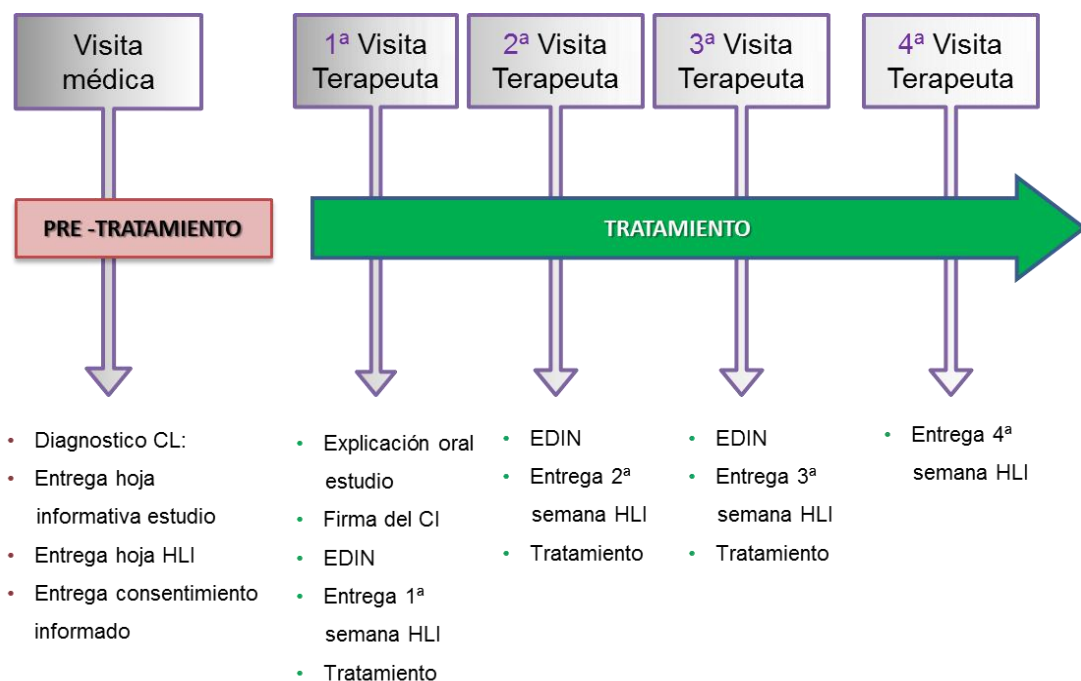 Visita
médica
1ª Visita
Terapeuta
2ª Visita
Terapeuta
3ª Visita
Terapeuta
4ª Visita
Terapeuta
PRE -TRATAMIENTO
TRATAMIENTO
• Diagnostico CL:
• Entrega hoja
informativa estudio
• Entrega hoja HLI
• Entrega consentimiento
informado
• Explicación oral
estudio
• Firma del CI
• EDIN
• Entrega 1ª
semana HLI
• Tratamiento
• EDIN
• Entrega 2ª
semana HLI
• Tratamiento
• EDIN
• Entrega 3ª
semana HLI
• Tratamiento
• Entrega 4ª
semana HLI